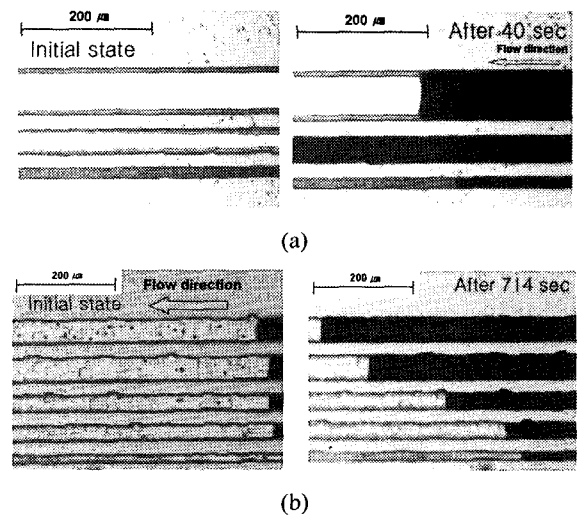 200 ㎛
Initial state
200 ㎛
After 40 sec
Flow direction
(a)
200 ㎛
Flow direction
Initial state
200 ㎛
After 714 sec
(b)